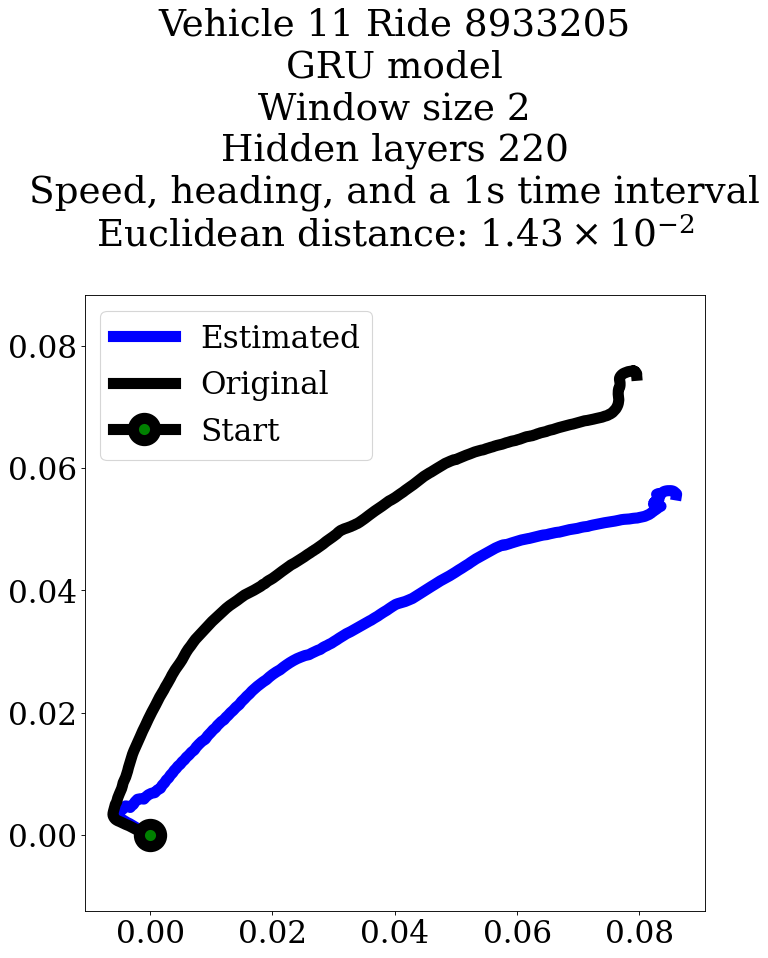 Vehicle 11 Ride 8933205
GRU model
Window size 2
Hidden layers 220
Speed, heading, and a 1s time interval
Euclidean distance: 1.43 × 10⁻²
Estimated
Original
Start
0.08
0.06
0.04
0.02
0.00
0.00 0.02 0.04 0.06 0.08